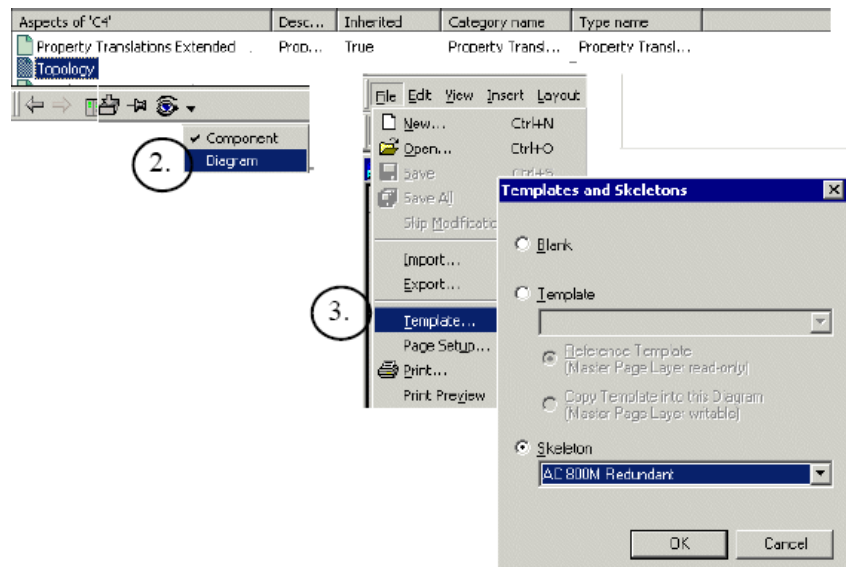 Aspects of 'C4' Desc... Inherited Category name Type name
Property Translations Extended . Prop... True Property Transl... Property Transl...
Topology
2.
✔ Component
Diagram
File Edit View Insert Layout
New... Ctrl+N
Open... Ctrl+O
Save Ctrl+S
Save All
Skip Modificatio
Import...
Export...
3.
Template...
Page Setup...
Print...
Print Preview
Templates and Skeletons
Blank
Template
Reference Template
(Master Page Layer read-only)
Copy Template into this Diagram
(Master Page Layer writable)
Skeleton
AC 800M Redundant
OK Cancel